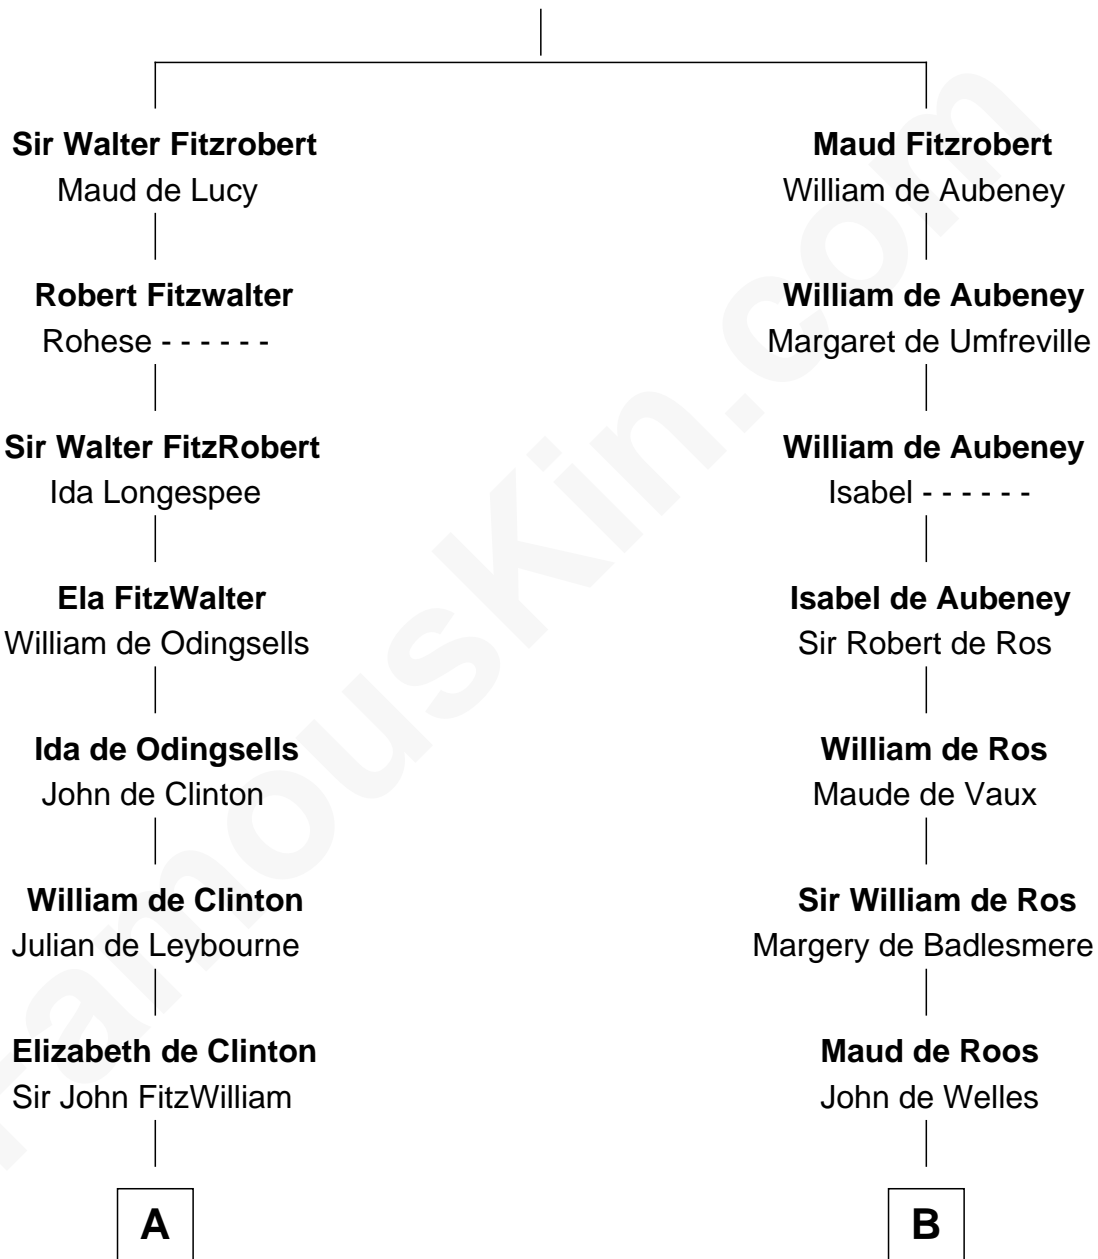 Sir Walter Fitzrobert
Maud de Lucy
Robert Fitzwalter
Rohese - - - - - -
Sir Walter FitzRobert
Ida Longespee
Ela FitzWalter
William de Odingsells
Ida de Odingsells
John de Clinton
William de Clinton
Julian de Leybourne
Elizabeth de Clinton
Sir John FitzWilliam
A
Maud Fitzrobert
William de Aubeney
William de Aubeney
Margaret de Umfreville
William de Aubeney
Isabel - - - - - -
Isabel de Aubeney
Sir Robert de Ros
William de Ros
Maude de Vaux
Sir William de Ros
Margery de Badlesmere
Maud de Roos
John de Welles
B
FamousKin.com